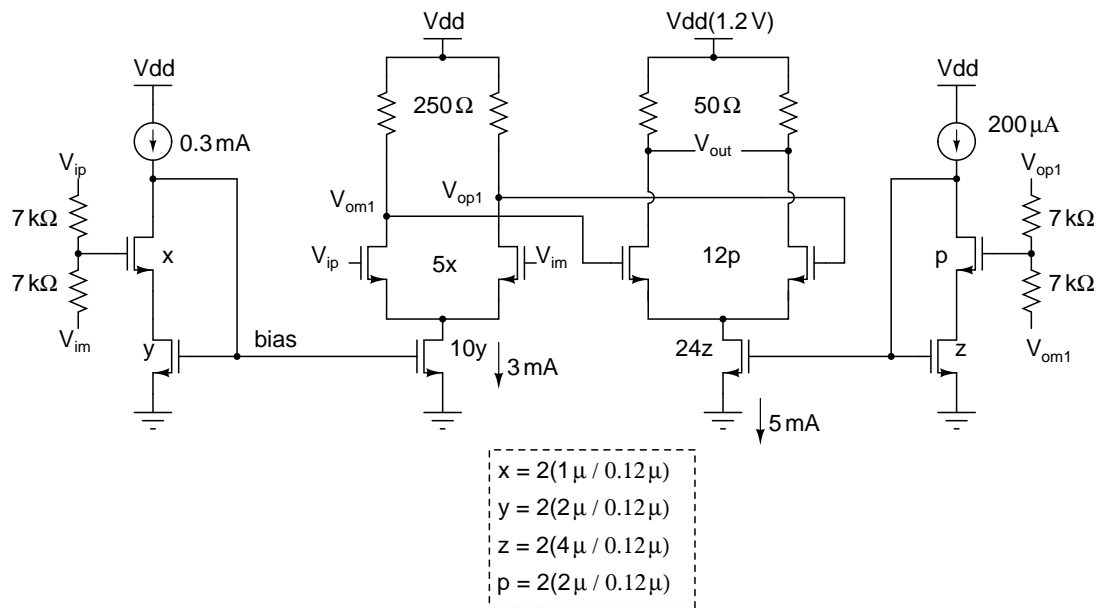 Vdd
Vdd(1.2 V)
Vdd
Vdd
250 Ω
50 Ω
0.3 mA
200 μA
V_ip
V_out
V_op1
7 kΩ
V_om1
V_op1
7 kΩ
x
V_ip
5x
V_im
12p
p
7 kΩ
7 kΩ
V_im
y
bias
10y
24z
z
V_om1
3 mA
5 mA
x = 2(1 μ / 0.12 μ)
y = 2(2 μ / 0.12 μ)
z = 2(4 μ / 0.12 μ)
p = 2(2 μ / 0.12 μ)